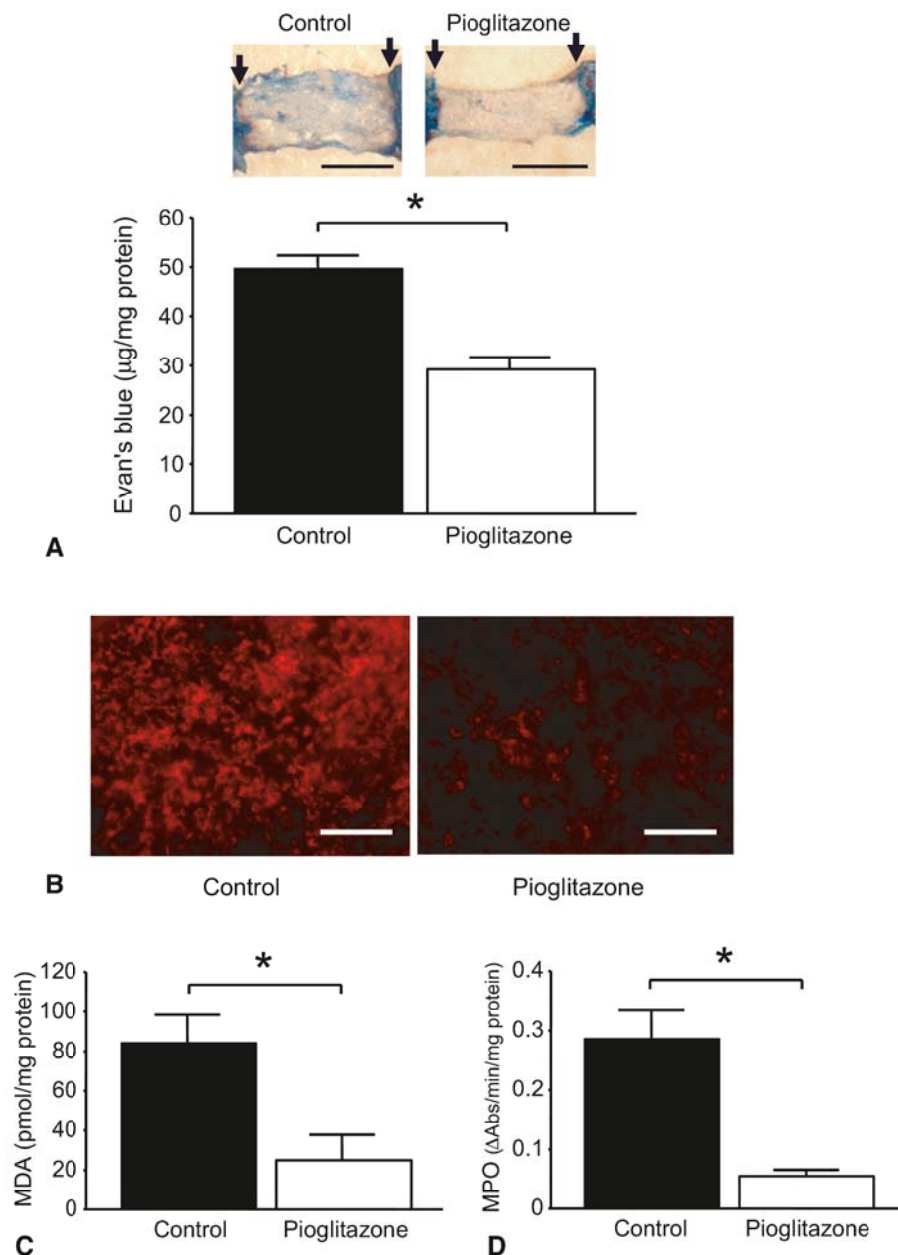 Control Pioglitazone
*
60
50
40
30
20
10
0
Evan's blue (µg/mg protein)
Control Pioglitazone
A
B
Control Pioglitazone
*
120
100
80
60
40
20
0
MDA (pmol/mg protein)
Control Pioglitazone
C
*
0.4
0.3
0.2
0.1
0
MPO (ΔAbs/min/mg protein)
Control Pioglitazone
D